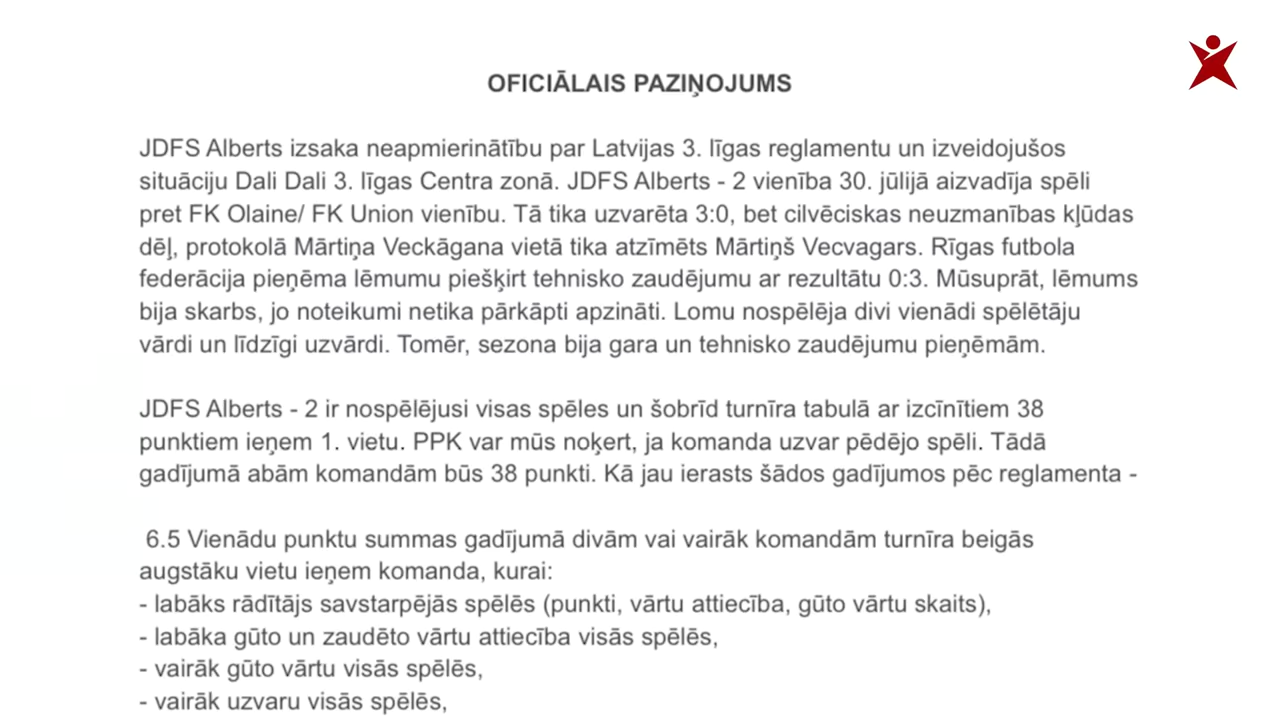 OFICIĀLAIS PAZIŅOJUMS
JDFS Alberts izsaka neapmierinātību par Latvijas 3. līgas reglamentu un izveidojušos
situāciju Dali Dali 3. līgas Centra zonā. JDFS Alberts - 2 vienība 30. jūlijā aizvadīja spēli
pret FK Olaine/ FK Union vienību. Tā tika uzvarēta 3:0, bet cilvēciskas neuzmanības kļūdas
dēļ, protokolā Mārtiņa Veckāgana vietā tika atzīmēts Mārtiņš Vecvagars. Rīgas futbola
federācija pieņēma lēmumu piešķirt tehnisko zaudējumu ar rezultātu 0:3. Mūsuprāt, lēmums
bija skarbs, jo noteikumi netika pārkāpti apzināti. Lomu nospēlēja divi vienādi spēlētāju
vārdi un līdzīgi uzvārdi. Tomēr, sezona bija gara un tehnisko zaudējumu pieņēmām.
JDFS Alberts - 2 ir nospēlējusi visas spēles un šobrīd turnīra tabulā ar izcīnītiem 38
punktiem ieņem 1. vietu. PPK var mūs noķert, ja komanda uzvar pēdējo spēli. Tādā
gadījumā abām komandām būs 38 punkti. Kā jau ierasts šādos gadījumos pēc reglamenta -
6.5 Vienādu punktu summas gadījumā divām vai vairāk komandām turnīra beigās
augstāku vietu ieņem komanda, kurai:
- labāks rādītājs savstarpējās spēlēs (punkti, vārtu attiecība, gūto vārtu skaits),
- labāka gūto un zaudēto vārtu attiecība visās spēlēs,
- vairāk gūto vārtu visās spēlēs,
- vairāk uzvaru visās spēlēs,